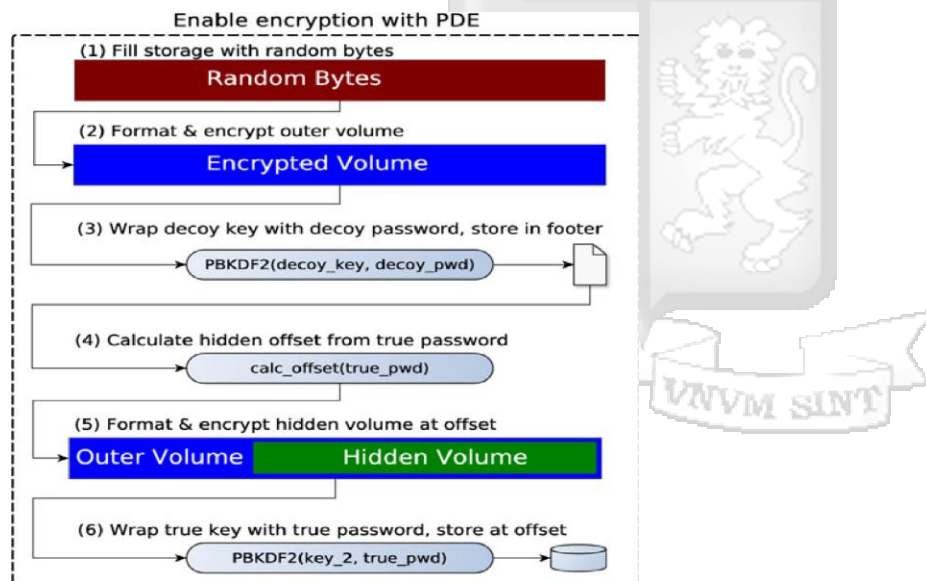 Enable encryption with PDE
(1) Fill storage with random bytes
Random Bytes
(2) Format & encrypt outer volume
Encrypted Volume
(3) Wrap decoy key with decoy password, store in footer
PBKDF2(decoy_key, decoy_pwd)
(4) Calculate hidden offset from true password
calc_offset(true_pwd)
(5) Format & encrypt hidden volume at offset
Outer Volume
Hidden Volume
(6) Wrap true key with true password, store at offset
PBKDF2(key_2, true_pwd)
VNVM SINT